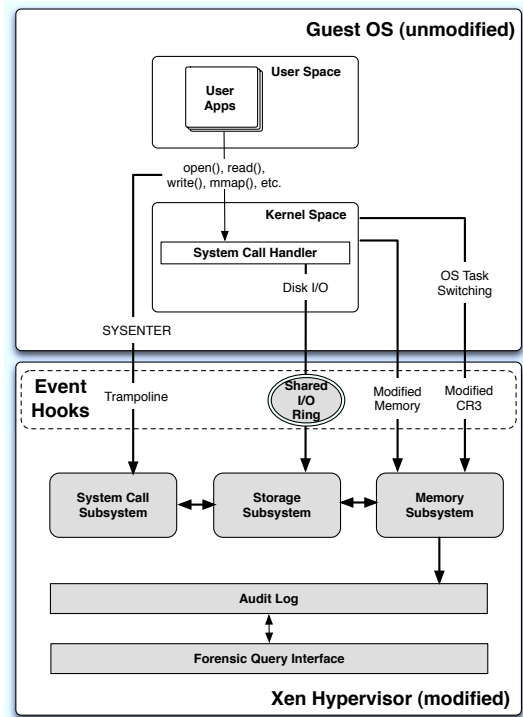 Guest OS (unmodified)
User Space
User
Apps
open(), read(),
write(), mmap(), etc.
Kernel Space
System Call Handler
Disk I/O
OS Task
Switching
SYSENTER
Event
Hooks
Trampoline
Shared
I/O
Ring
Modified
Memory
Modified
CR3
System Call
Subsystem
Storage
Subsystem
Memory
Subsystem
Audit Log
Forensic Query Interface
Xen Hypervisor (modified)